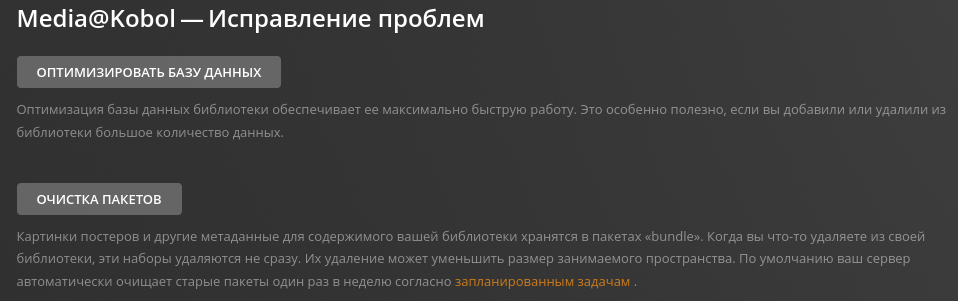 Media@Kobol — Исправление проблем
ОПТИМИЗИРОВАТЬ БАЗУ ДАННЫХ
Оптимизация базы данных библиотеки обеспечивает ее максимально быструю работу. Это особенно полезно, если вы добавили или удалили из
библиотеки большое количество данных.
ОЧИСТКА ПАКЕТОВ
Картинки постеров и другие метаданные для содержимого вашей библиотеки хранятся в пакетах «bundle». Когда вы что-то удаляете из своей
библиотеки, эти наборы удаляются не сразу. Их удаление может уменьшить размер занимаемого пространства. По умолчанию ваш сервер
автоматически очищает старые пакеты один раз в неделю согласно запланированным задачам .